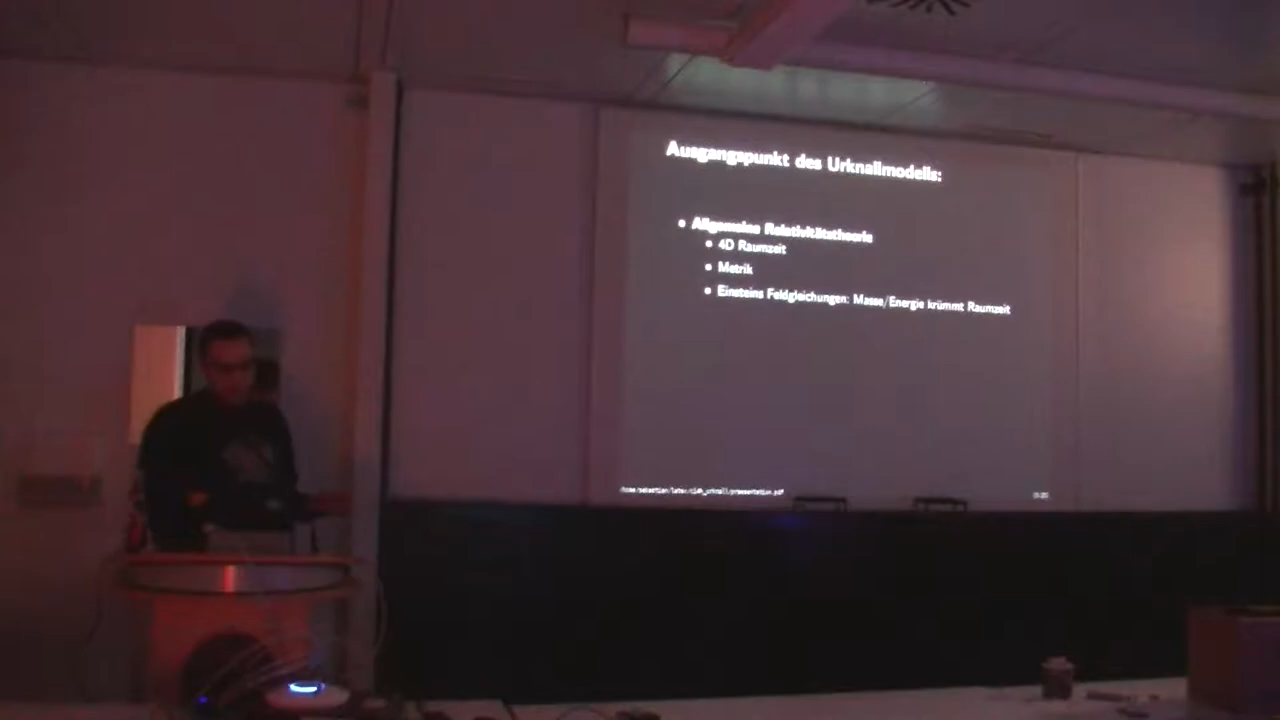 Ausgangspunkt des Urknallmodells:
• Allgemeine Relativitätstheorie
• 4D Raumzeit
• Metrik
• Einsteins Feldgleichungen: Masse/Energie krümmt Raumzeit